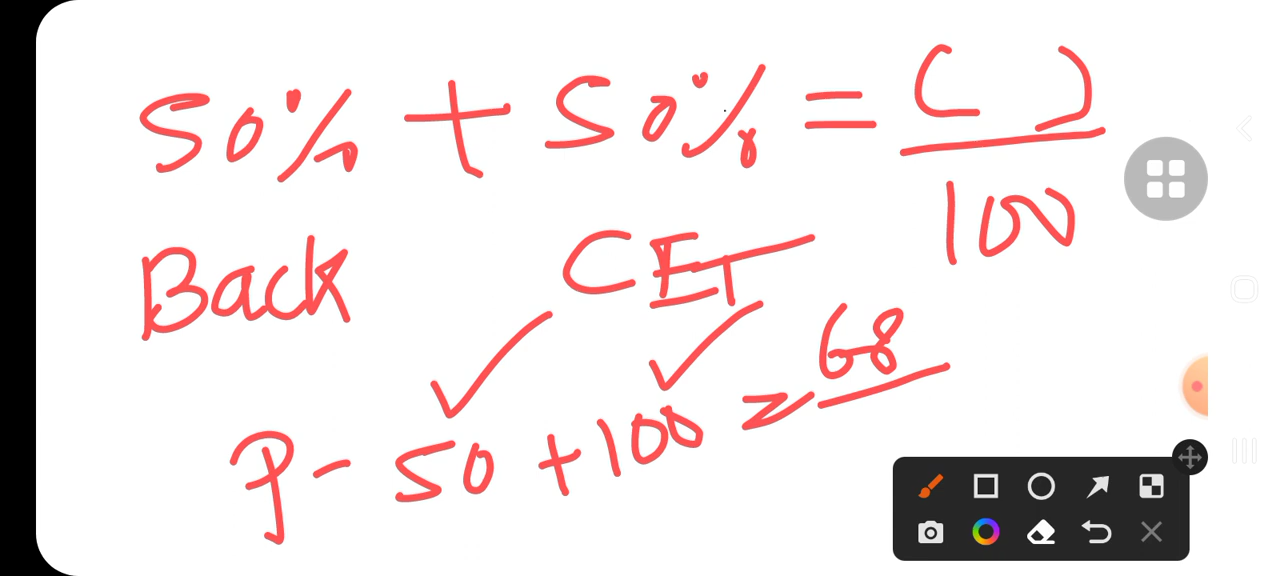 50% + 50% = ( )
100
Back CET
P - 50 + 100 = 68